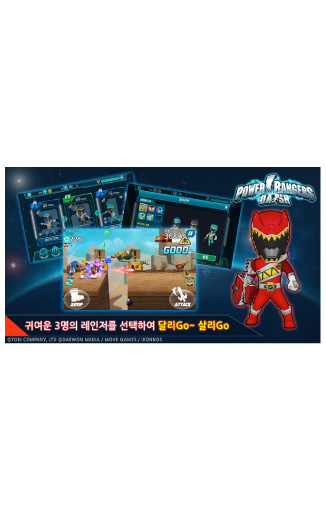 POWER RANGERS
DASH
GOOD
JUMP
ATTACK
귀여운 3명의 레인저를 선택하여 달리Go~ 살리Go
©TOEI COMPANY, LTD @DAEWON MEDIA / MOVE GAMES / IRONNOS